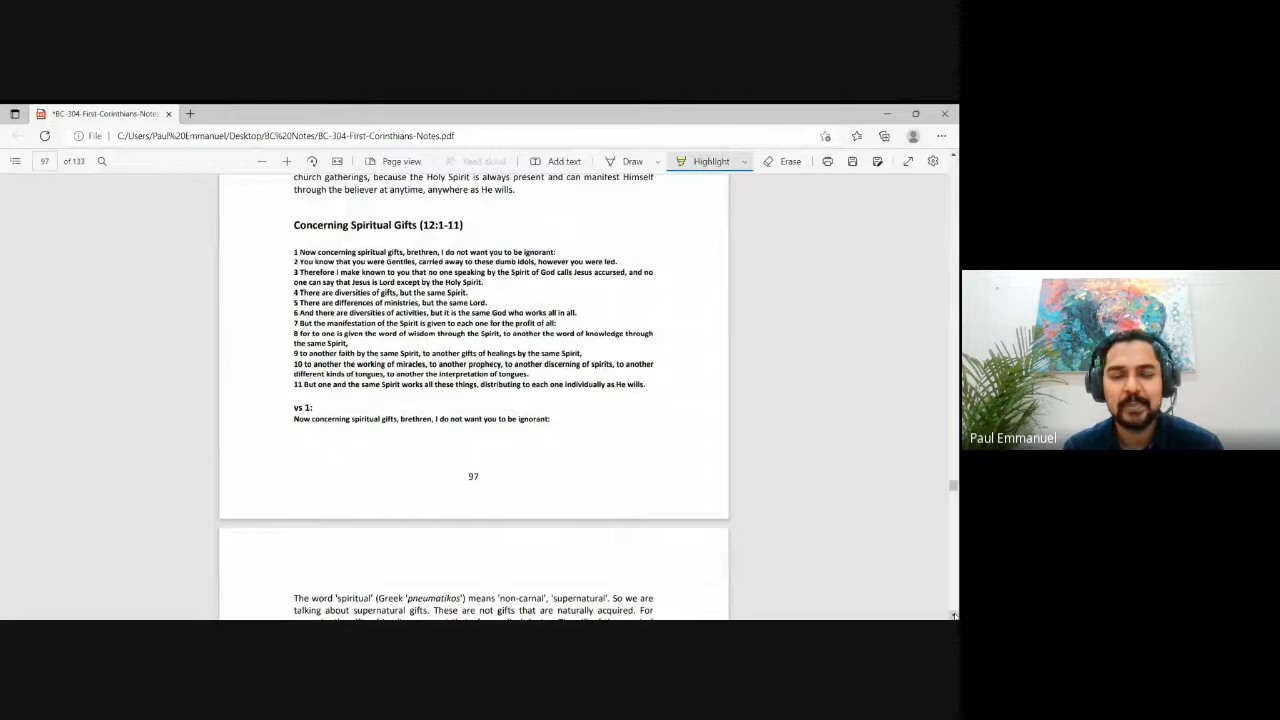 *BC-304-First-Corinthians-Notes
File
C:/Users/Paul%20Emmanuel/Desktop/BC%20Notes/BC-304-First-Corinthians-Notes.pdf
97 of 133
Page view
Read aloud
Add text
Draw
Highlight
Erase
church gatherings, because the Holy Spirit is always present and can manifest Himself
through the believer at anytime, anywhere as He wills.
Concerning Spiritual Gifts (12:1-11)
1 Now concerning spiritual gifts, brethren, I do not want you to be ignorant:
2 You know that you were Gentiles, carried away to these dumb idols, however you were led.
3 Therefore I make known to you that no one speaking by the Spirit of God calls Jesus accursed, and no
one can say that Jesus is Lord except by the Holy Spirit.
4 There are diversities of gifts, but the same Spirit.
5 There are differences of ministries, but the same Lord.
6 And there are diversities of activities, but it is the same God who works all in all.
7 But the manifestation of the Spirit is given to each one for the profit of all:
8 for to one is given the word of wisdom through the Spirit, to another the word of knowledge through
the same Spirit,
9 to another faith by the same Spirit, to another gifts of healings by the same Spirit,
10 to another the working of miracles, to another prophecy, to another discerning of spirits, to another
different kinds of tongues, to another the interpretation of tongues.
11 But one and the same Spirit works all these things, distributing to each one individually as He wills.
vs 1:
Now concerning spiritual gifts, brethren, I do not want you to be ignorant:
97
The word 'spiritual' (Greek 'pneumatikos') means 'non-carnal', 'supernatural'. So we are
talking about supernatural gifts. These are not gifts that are naturally acquired. For
Paul Emmanuel